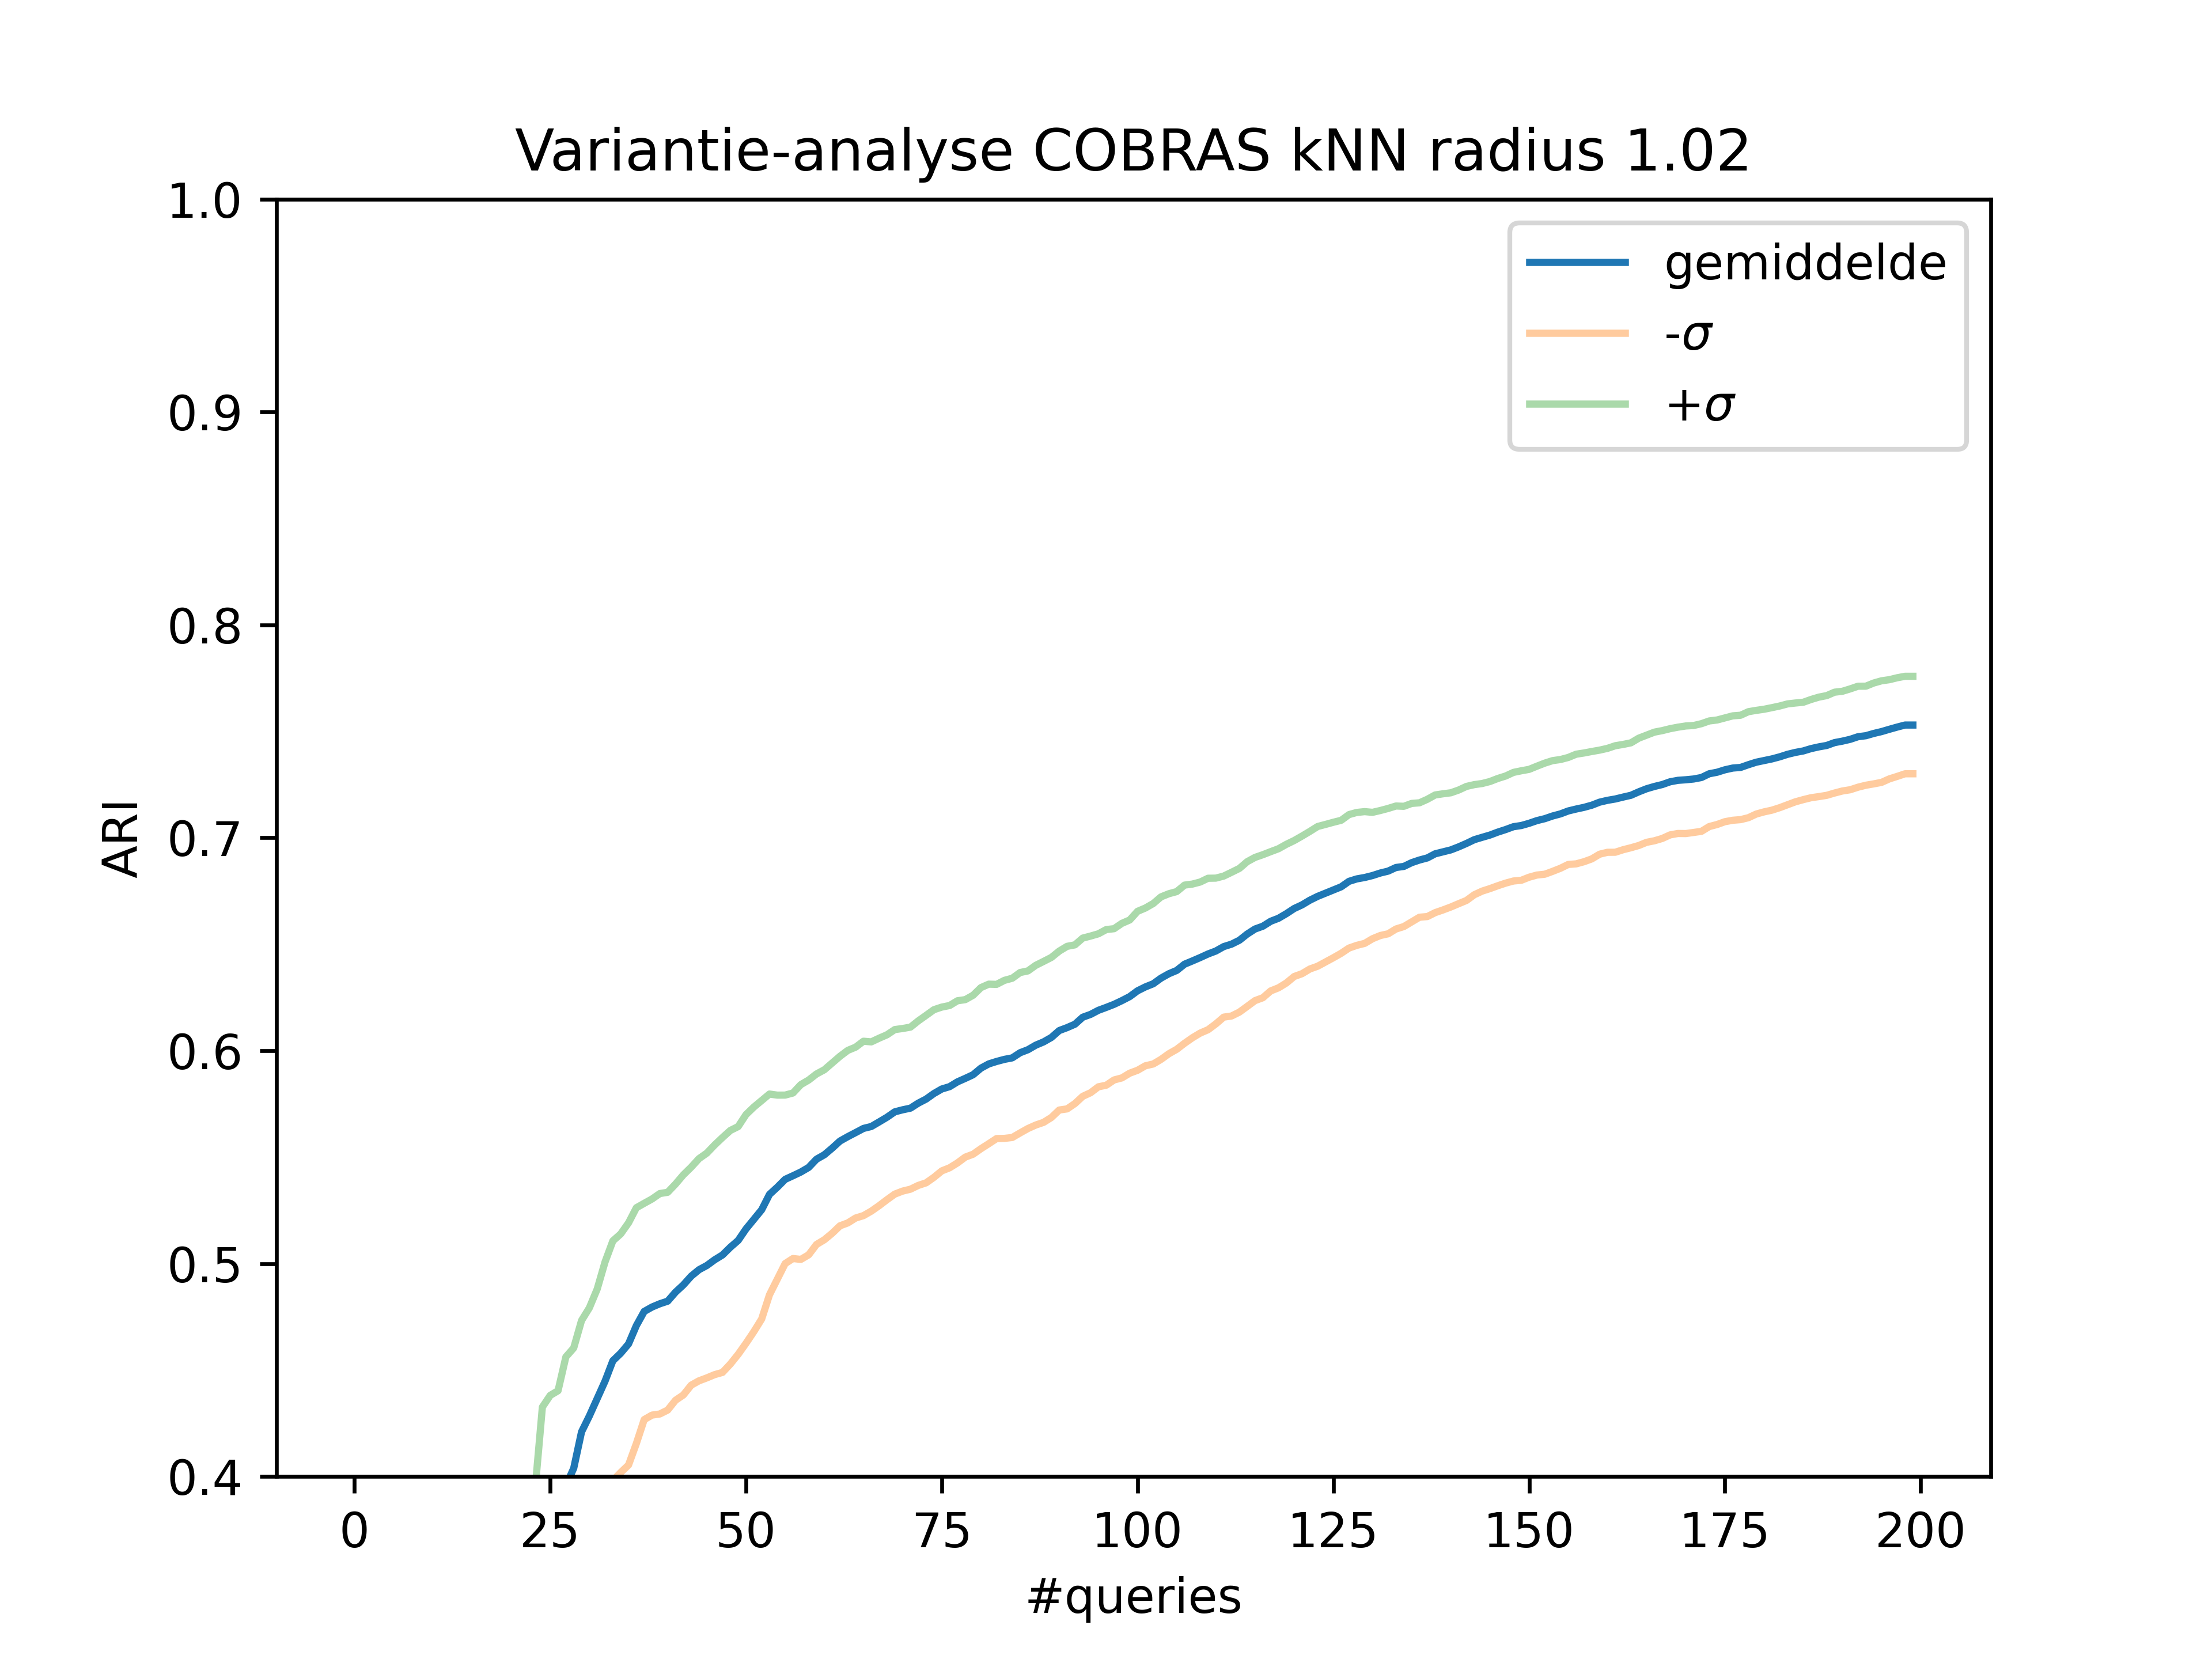 Variantie-analyse COBRAS kNN radius 1.02
1.0
0.9
0.8
0.7
0.6
0.5
0.4
ARI
gemiddelde
-σ
+σ
0 25 50 75 100 125 150 175 200
#queries